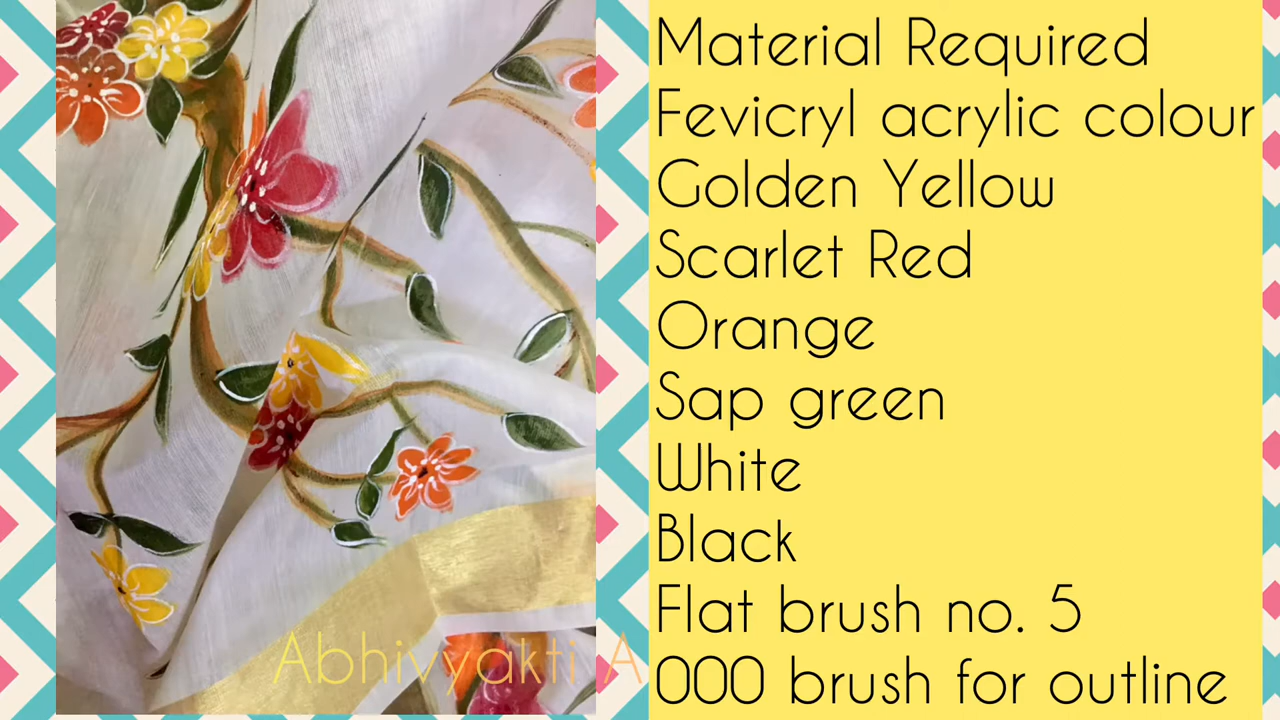 Material Required
Fevicryl acrylic colour
Golden Yellow
Scarlet Red
Orange
Sap green
White
Black
Flat brush no. 5
000 brush for outline
Abhivyakti A